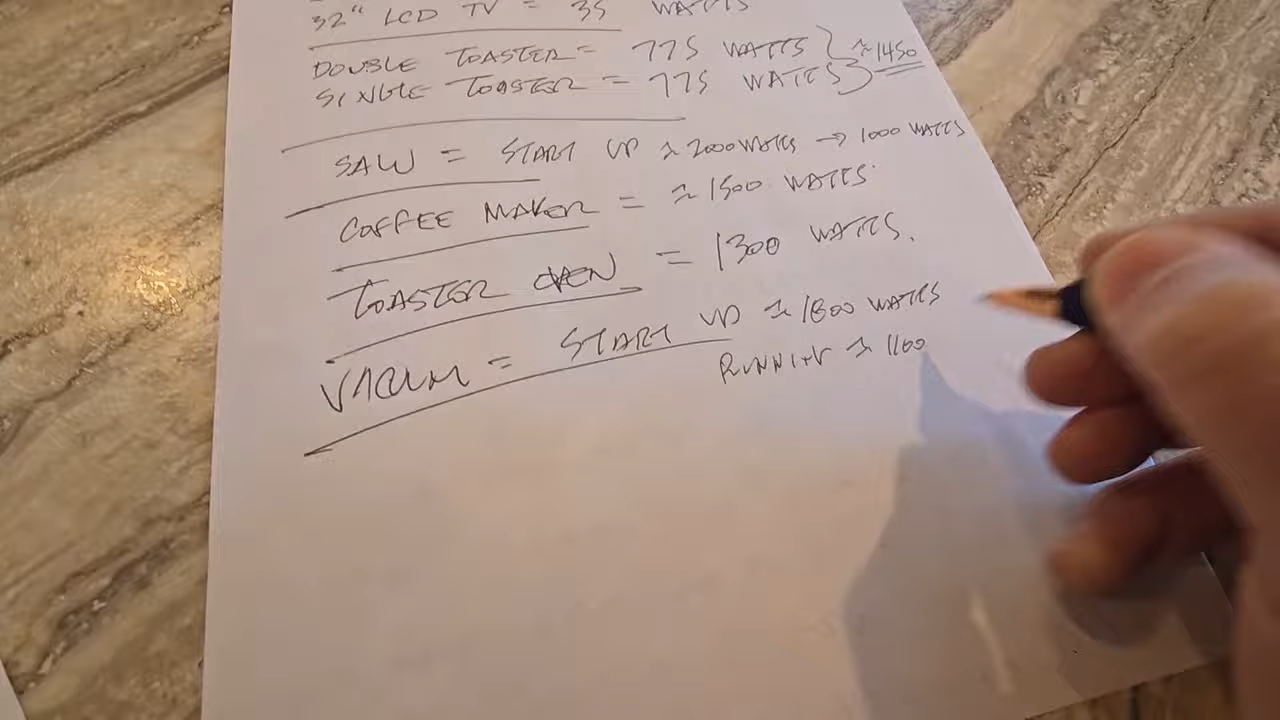 32" LCD TV = 35 WATTS
DOUBLE TOASTER = 775 WATTS
SINGLE TOASTER = 775 WATTS
≈1450
SAW = START UP ≈ 2000 WATTS → 1000 WATTS
COFFEE MAKER = ≈ 1500 WATTS
TOASTER OVEN = 1300 WATTS.
VACUUM = START UP ≈ 1800 WATTS
RUNNING ≈ 1160